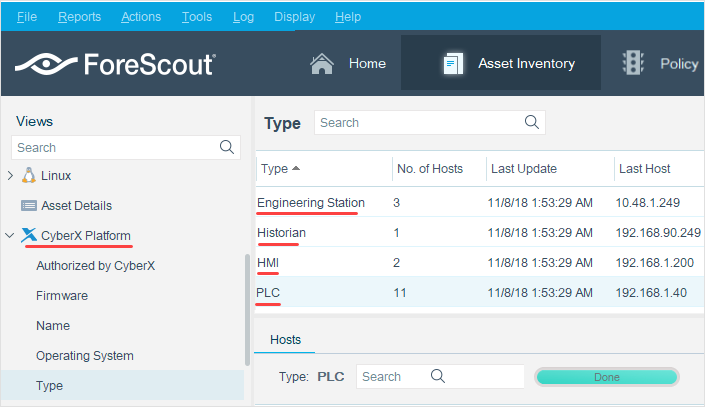 File Reports Actions Tools Log Display Help
ForeScout® Home Asset Inventory Policy
Views
Search
Linux
Asset Details
CyberX Platform
Authorized by CyberX
Firmware
Name
Operating System
Type
Type Search
Type No. of Hosts Last Update Last Host
Engineering Station 3 11/8/18 1:53:29 AM 10.48.1.249
Historian 1 11/8/18 1:53:29 AM 192.168.90.249
HMI 2 11/8/18 1:53:29 AM 192.168.1.200
PLC 11 11/8/18 1:53:29 AM 192.168.1.40
Hosts
Type: PLC Search Done